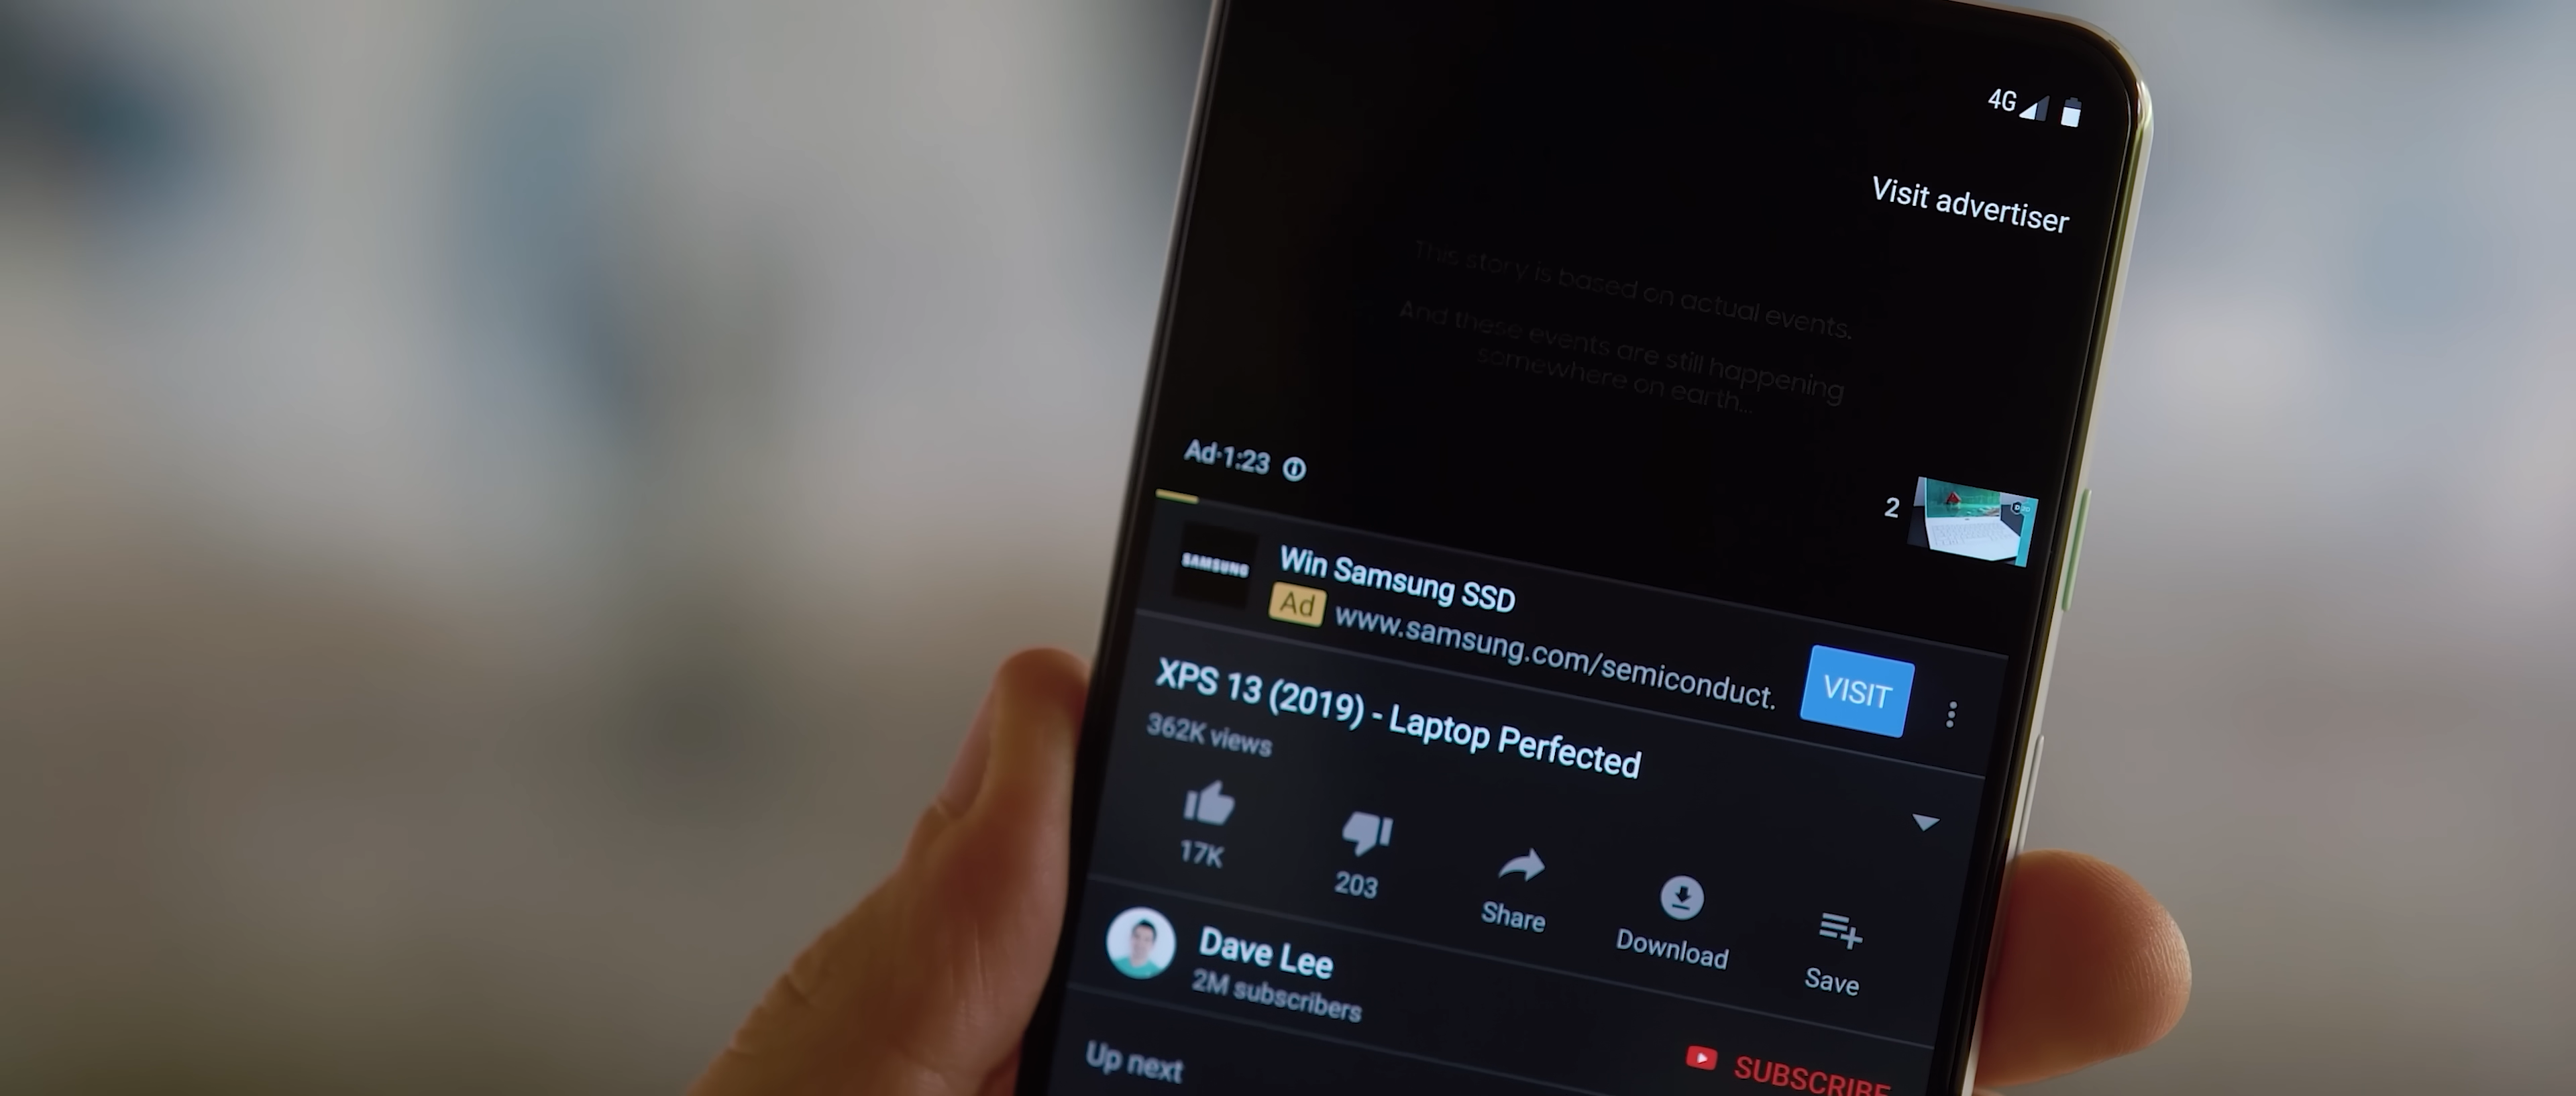 4G
Visit advertiser
This story is based on actual events.
And these events are still happening
somewhere on earth...
Ad·1:23
2
SAMSUNG
Win Samsung SSD
Ad www.samsung.com/semiconduct.
VISIT
XPS 13 (2019) - Laptop Perfected
362K views
17K
203
Share
Download
Save
Dave Lee
2M subscribers
SUBSCRIBE
Up next